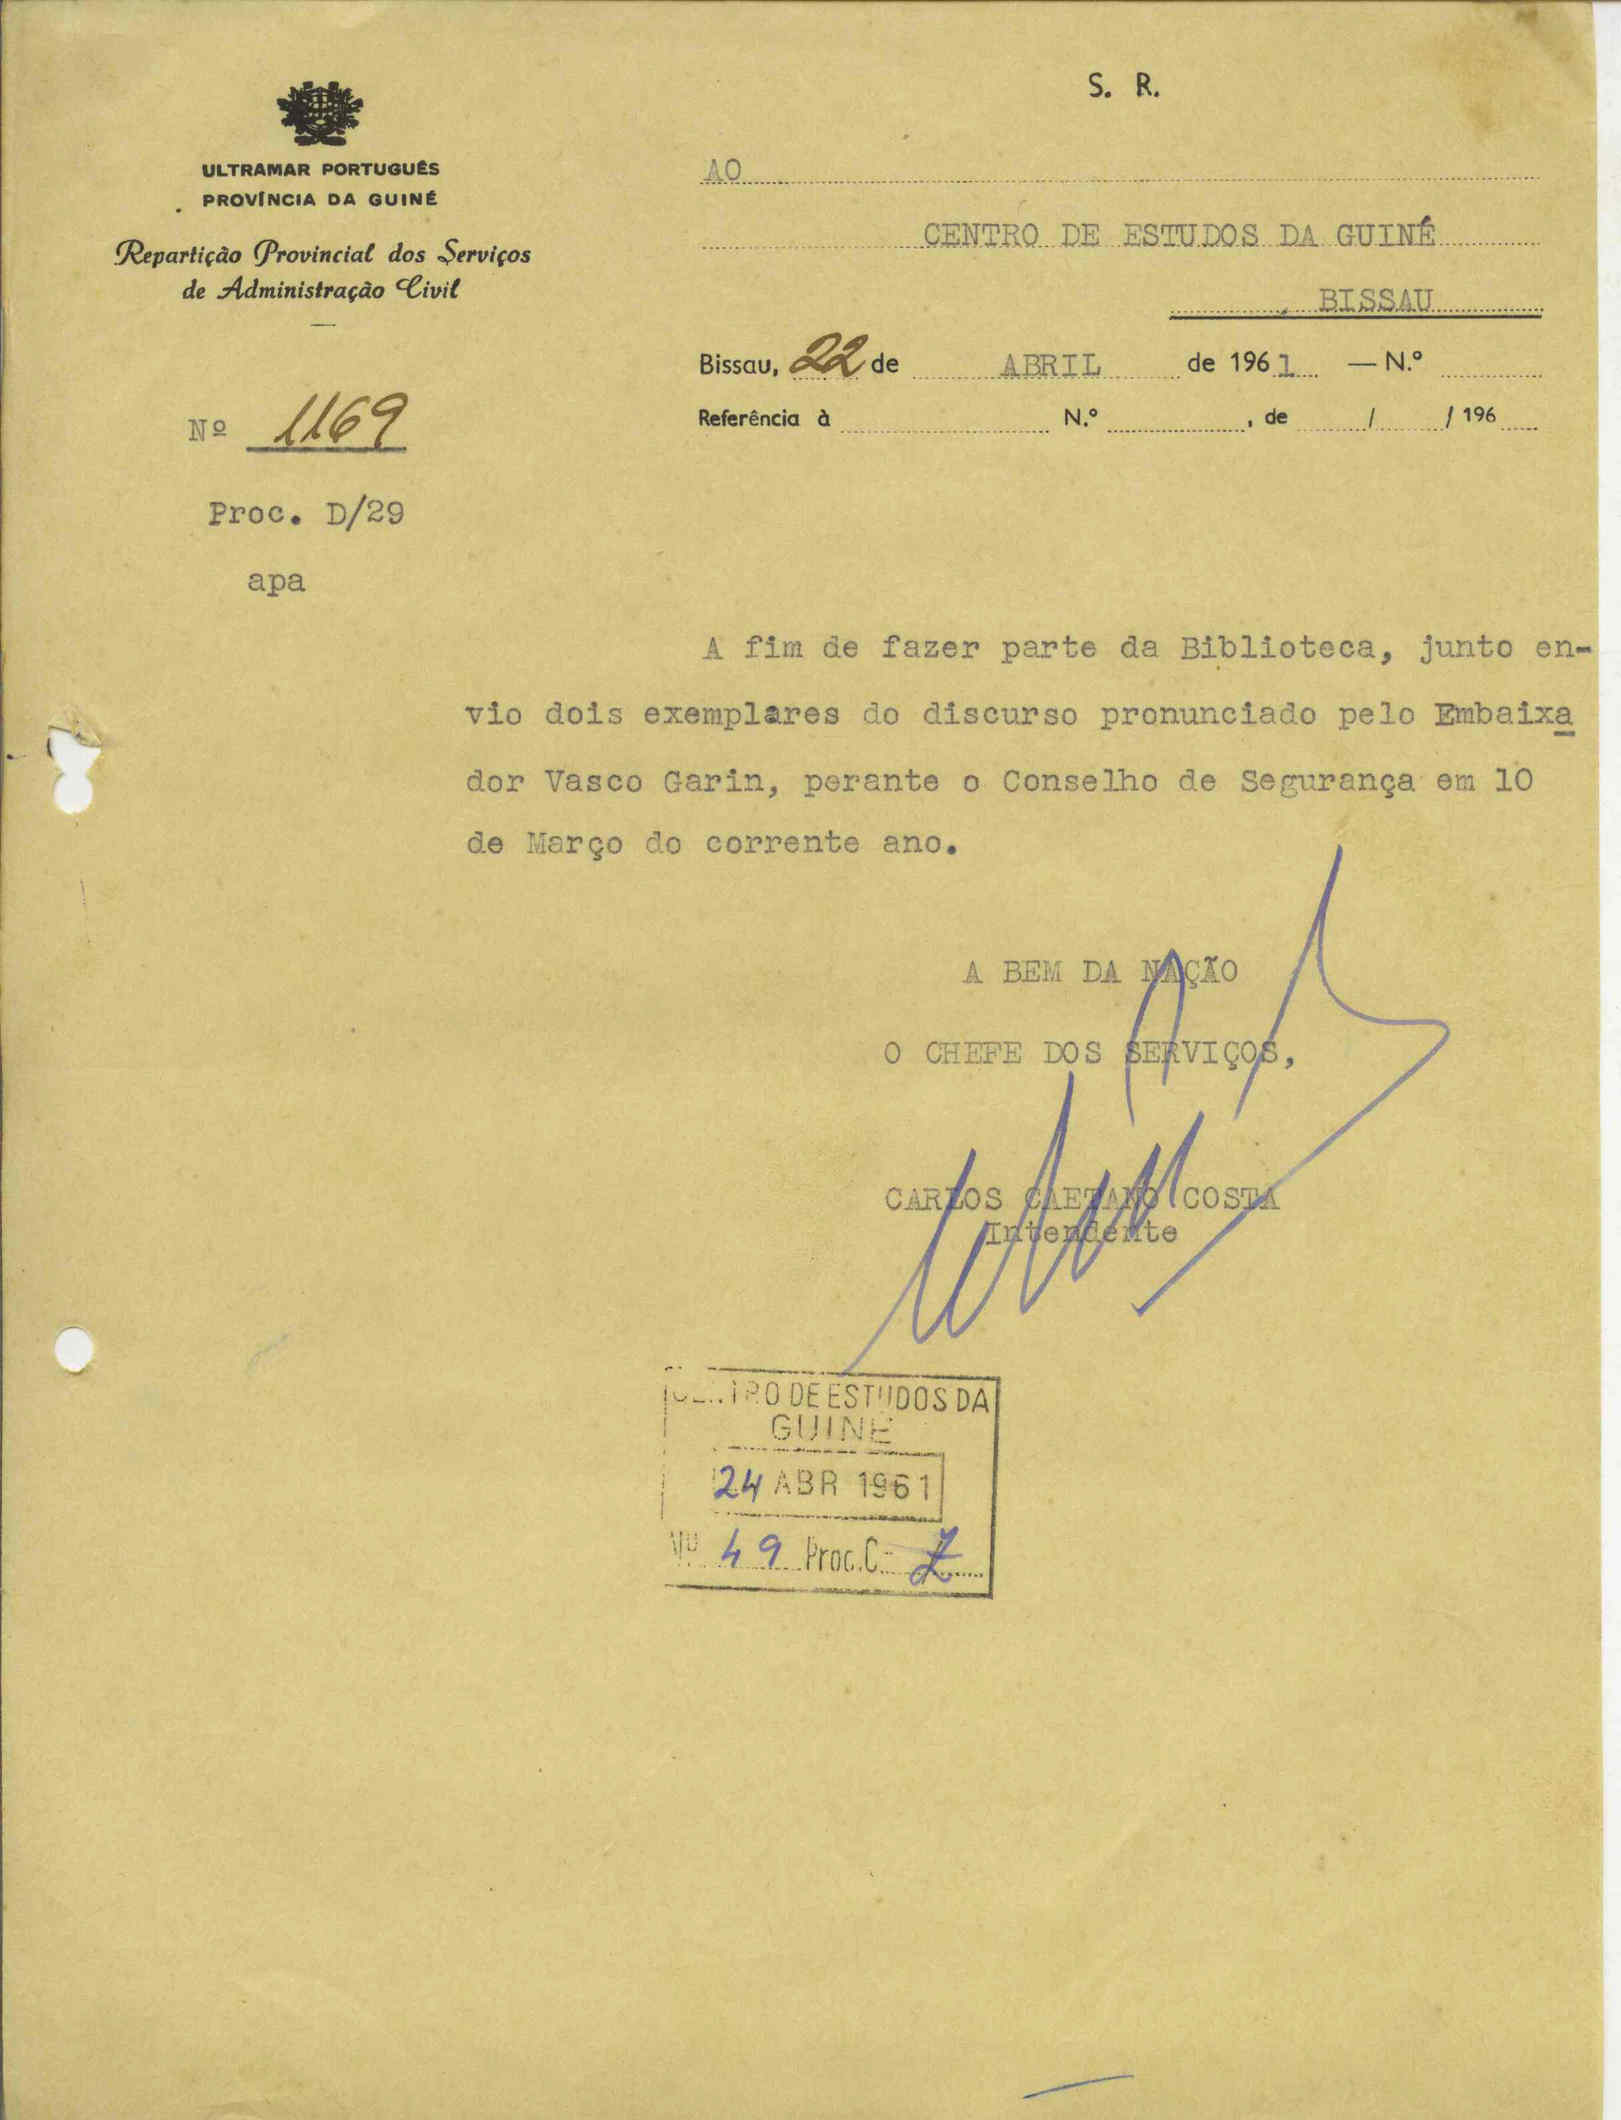 S. R.
ULTRAMAR PORTUGUÊS
PROVÍNCIA DA GUINÉ
Repartição Provincial dos Serviços
de Administração Civil
AO
CENTRO DE ESTUDOS DA GUINÉ
BISSAU
Bissau, 22 de ABRIL de 1961 — N.º
Referência à N.º , de / / 196
Nº 1169
Proc. D/29
apa
A fim de fazer parte da Biblioteca, junto en-
vio dois exemplares do discurso pronunciado pelo Embaixa
dor Vasco Garin, perante o Conselho de Segurança em 10
de Março do corrente ano.
A BEM DA NAÇÃO
O CHEFE DOS SERVIÇOS,
CARLOS CAETANO COSTA
Intendente
CENTRO DE ESTUDOS DA
GUINÉ
24 ABR 1961
Nº 49 Proc. C-